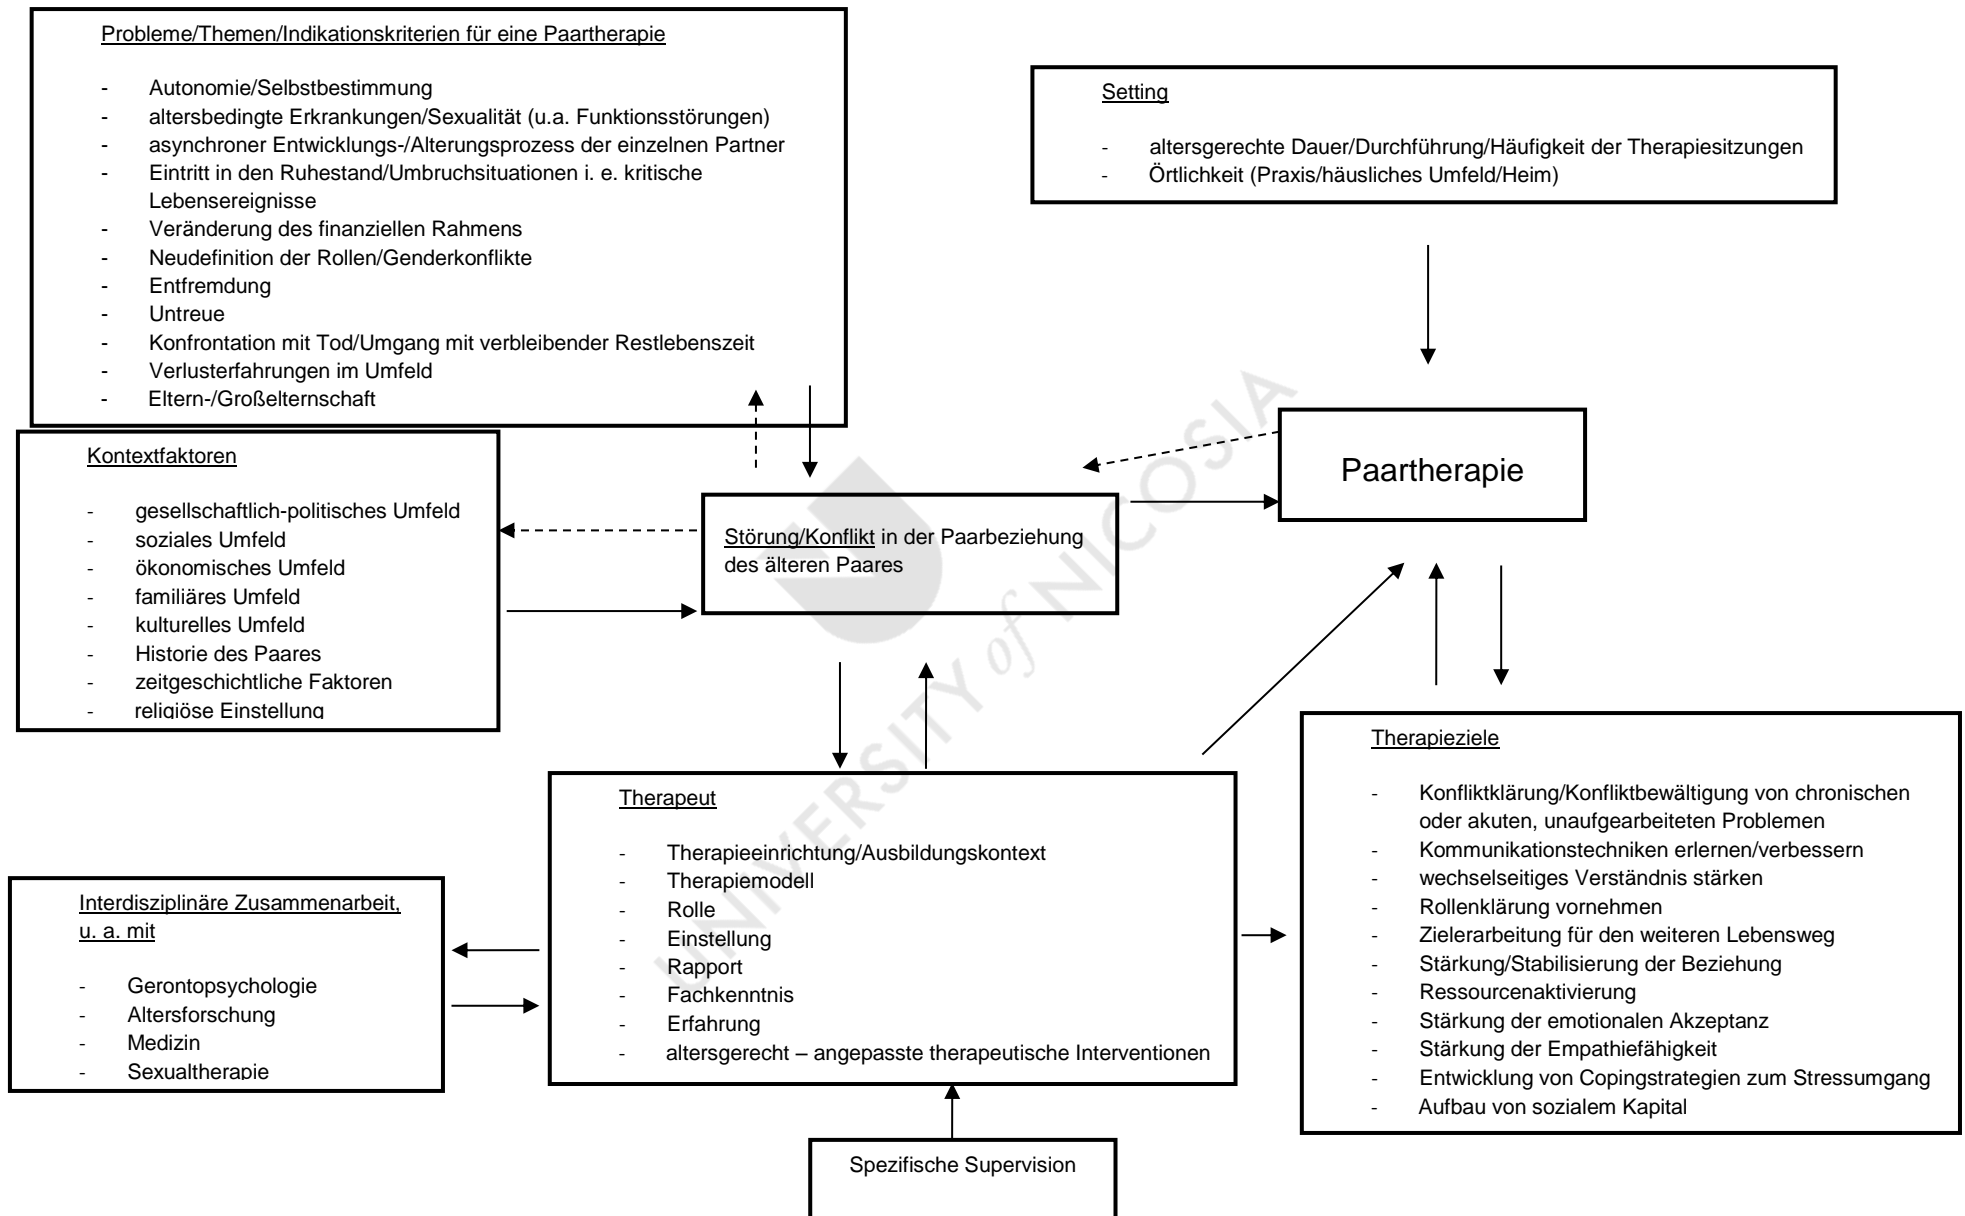 Probleme/Themen/Indikationskriterien für eine Paartherapie
- Autonomie/Selbstbestimmung
- altersbedingte Erkrankungen/Sexualität (u.a. Funktionsstörungen)
- asynchroner Entwicklungs-/Alterungsprozess der einzelnen Partner
- Eintritt in den Ruhestand/Umbruchsituationen i. e. kritische
Lebensereignisse
- Veränderung des finanziellen Rahmens
- Neudefinition der Rollen/Genderkonflikte
- Entfremdung
- Untreue
- Konfrontation mit Tod/Umgang mit verbleibender Restlebenszeit
- Verlusterfahrungen im Umfeld
- Eltern-/Großelternschaft
Setting
- altersgerechte Dauer/Durchführung/Häufigkeit der Therapiesitzungen
- Örtlichkeit (Praxis/häusliches Umfeld/Heim)
Kontextfaktoren
- gesellschaftlich-politisches Umfeld
- soziales Umfeld
- ökonomisches Umfeld
- familiäres Umfeld
- kulturelles Umfeld
- Historie des Paares
- zeitgeschichtliche Faktoren
- religiöse Einstellung
Störung/Konflikt in der Paarbeziehung
des älteren Paares
Paartherapie
Therapeut
- Therapieeinrichtung/Ausbildungskontext
- Therapiemodell
- Rolle
- Einstellung
- Rapport
- Fachkenntnis
- Erfahrung
- altersgerecht – angepasste therapeutische Interventionen
Therapieziele
- Konfliktklärung/Konfliktbewältigung von chronischen
oder akuten, unaufgearbeiteten Problemen
- Kommunikationstechniken erlernen/verbessern
- wechselseitiges Verständnis stärken
- Rollenklärung vornehmen
- Zielerarbeitung für den weiteren Lebensweg
- Stärkung/Stabilisierung der Beziehung
- Ressourcenaktivierung
- Stärkung der emotionalen Akzeptanz
- Stärkung der Empathiefähigkeit
- Entwicklung von Copingstrategien zum Stressumgang
- Aufbau von sozialem Kapital
Interdisziplinäre Zusammenarbeit,
u. a. mit
- Gerontopsychologie
- Altersforschung
- Medizin
- Sexualtherapie
Spezifische Supervision
UNIVERSITY of NICOSIA